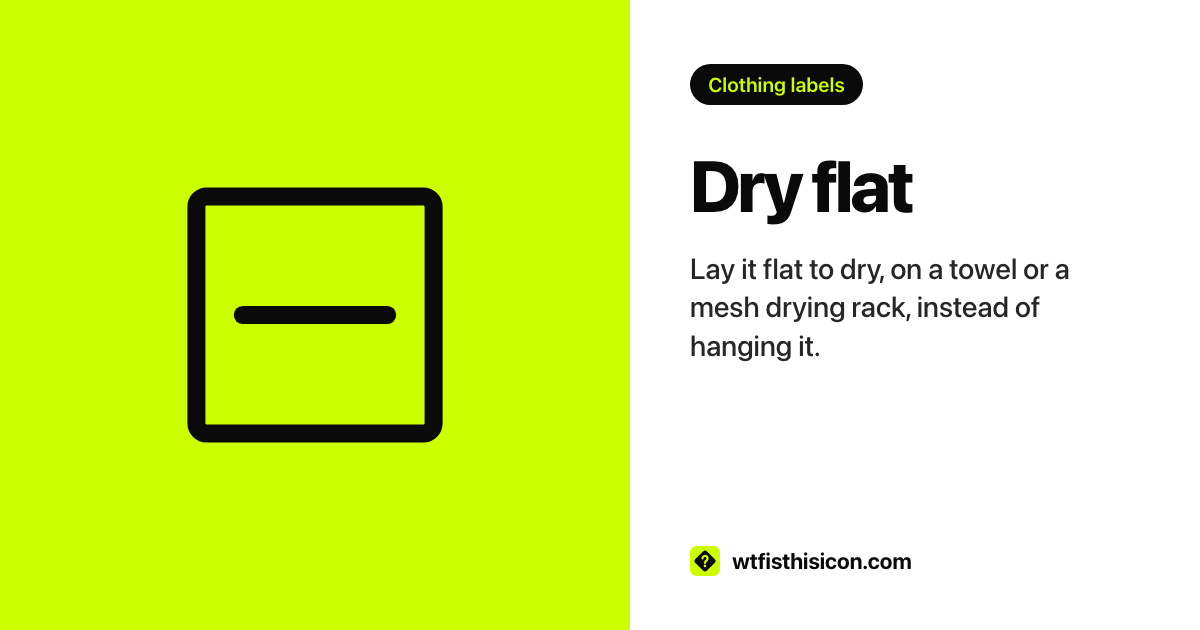 Clothing labels
Dry flat
Lay it flat to dry, on a towel or a
mesh drying rack, instead of
hanging it.
wtfisthisicon.com